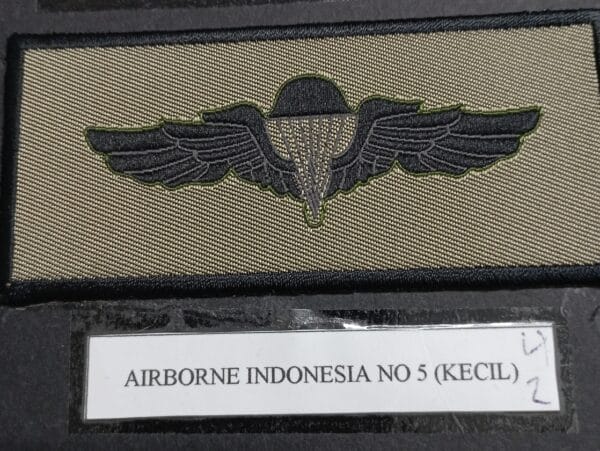 AIRBORNE INDONESIA NO 5 (KECIL)
2